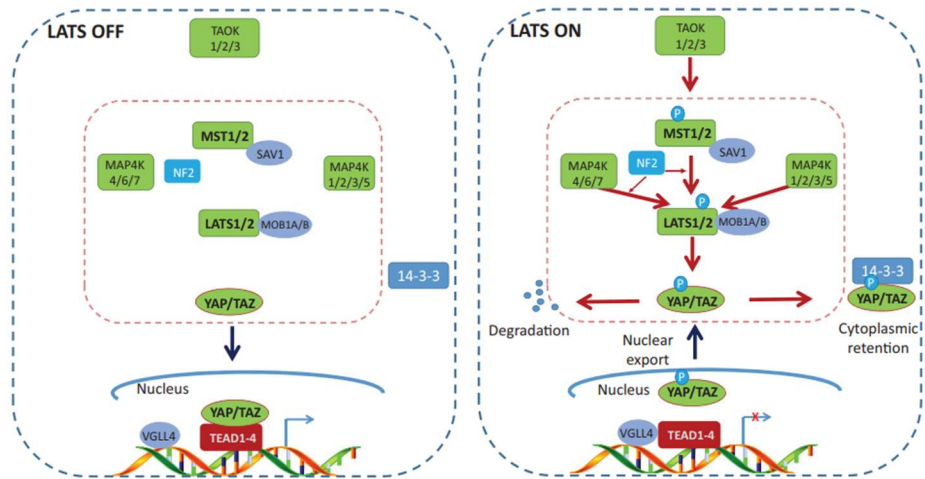 LATS OFF
TAOK
1/2/3
MST1/2
SAV1
MAP4K
4/6/7
NF2
MAP4K
1/2/3/5
LATS1/2
MOB1A/B
14-3-3
YAP/TAZ
Nucleus
YAP/TAZ
VGLL4
TEAD1-4
LATS ON
TAOK
1/2/3
P
MST1/2
SAV1
MAP4K
4/6/7
NF2
MAP4K
1/2/3/5
P
LATS1/2
MOB1A/B
14-3-3
P
YAP/TAZ
P
YAP/TAZ
Degradation
Cytoplasmic
retention
Nuclear
export
Nucleus
P
YAP/TAZ
VGLL4
TEAD1-4
x